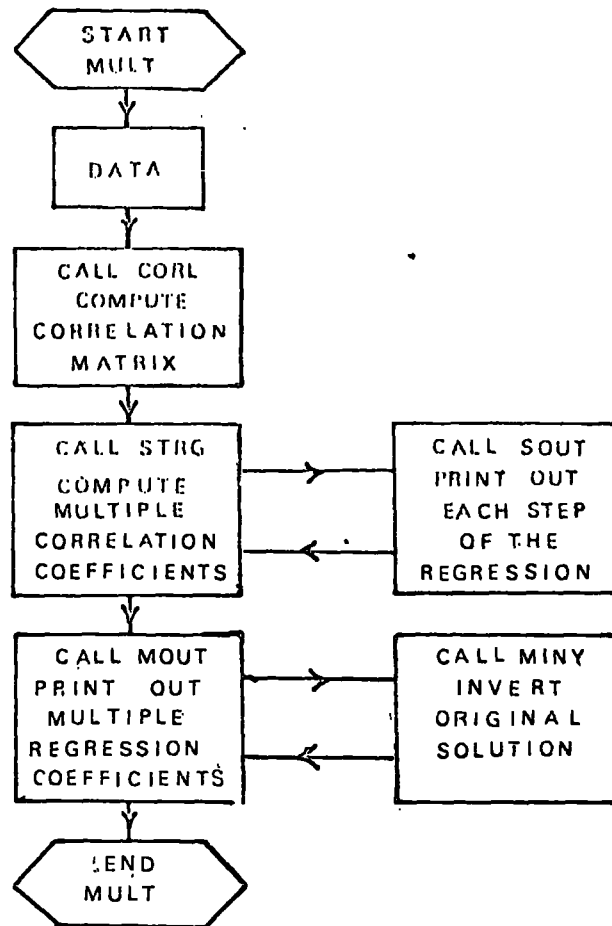 START
MULT
DATA
CALL CORL
COMPUTE
CORRELATION
MATRIX
CALL STRG
COMPUTE
MULTIPLE
CORRELATION
COEFFICIENTS
CALL SOUT
PRINT OUT
EACH STEP
OF THE
REGRESSION
CALL MOUT
PRINT OUT
MULTIPLE
REGRESSION
COEFFICIENTS
CALL MINY
INVERT
ORIGINAL
SOLUTION
END
MULT